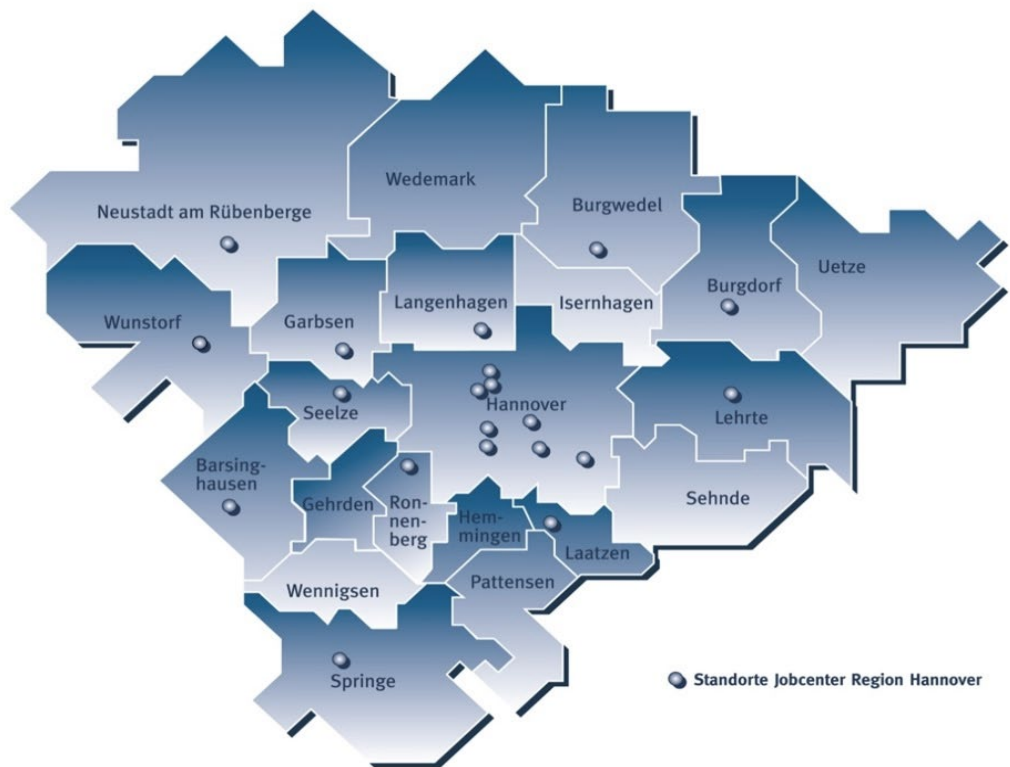 Wedemark
Neustadt am Rübenberge
Burgwedel
Uetze
Burgdorf
Langenhagen
Isernhagen
Wunstorf
Garbsen
Seelze
Hannover
Lehrte
Barsing-
hausen
Gehrden
Ron-
nen-
berg
Hem-
mingen
Sehnde
Laatzen
Wennigsen
Pattensen
Springe
Standorte Jobcenter Region Hannover